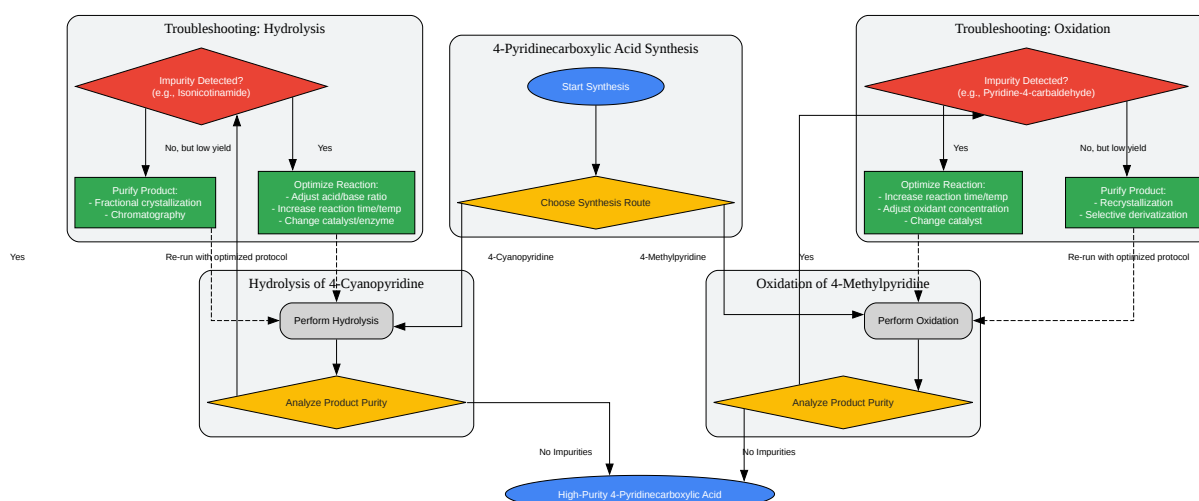 Troubleshooting: Hydrolysis
Impurity Detected?
(e.g., Isonicotinamide)
No, but low yield
Yes
Purify Product:
- Fractional crystallization
- Chromatography
Optimize Reaction:
- Adjust acid/base ratio
- Increase reaction time/temp
- Change catalyst/enzyme
4-Pyridinecarboxylic Acid Synthesis
Start Synthesis
Choose Synthesis Route
Troubleshooting: Oxidation
Impurity Detected?
(e.g., Pyridine-4-carbaldehyde)
Yes
No, but low yield
Optimize Reaction:
- Increase reaction time/temp
- Adjust oxidant concentration
- Change catalyst
Purify Product:
- Recrystallization
- Selective derivatization
Yes
Re-run with optimized protocol
4-Cyanopyridine
4-Methylpyridine
Yes
Re-run with optimized protocol
Hydrolysis of 4-Cyanopyridine
Perform Hydrolysis
Analyze Product Purity
Oxidation of 4-Methylpyridine
Perform Oxidation
Analyze Product Purity
No Impurities
No Impurities
High-Purity 4-Pyridinecarboxylic Acid